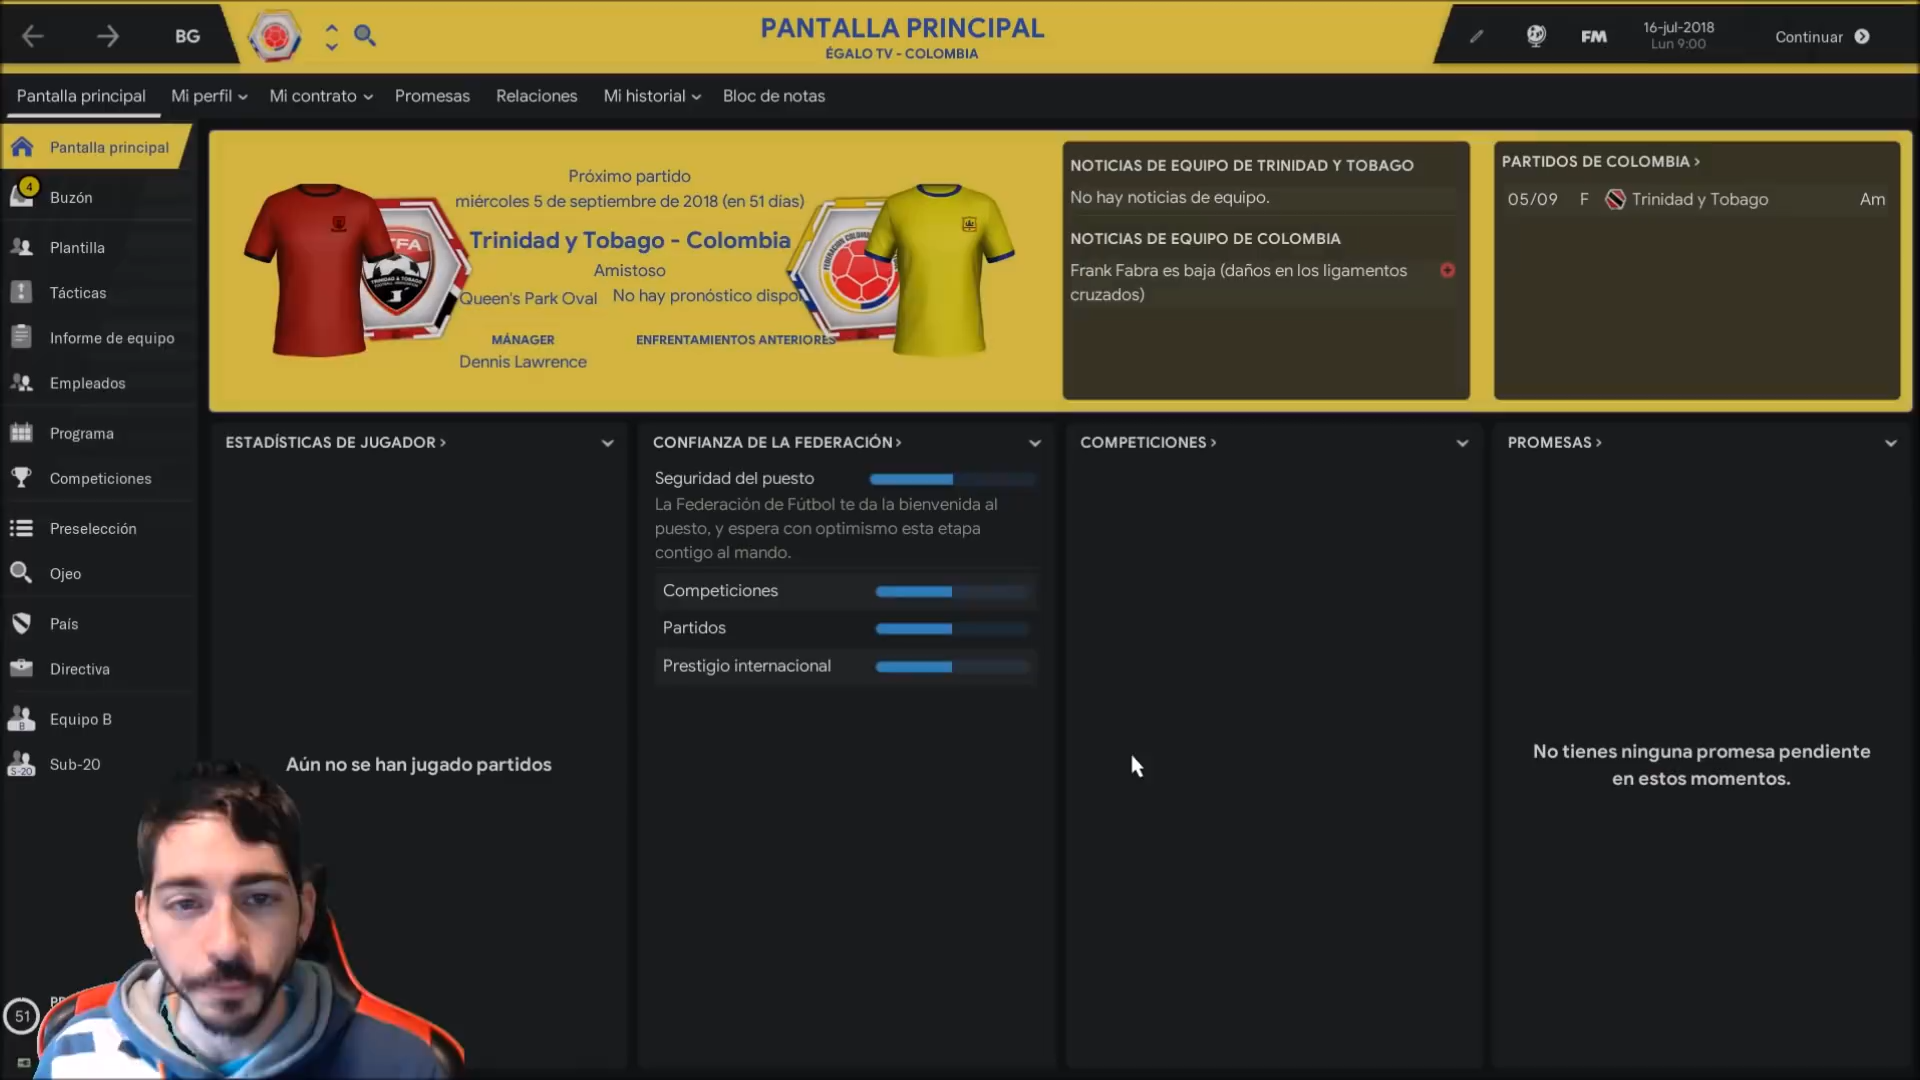 BG
PANTALLA PRINCIPAL
ÉGALO TV - COLOMBIA
FM
16-jul-2018
Lun 9:00
Continuar
Pantalla principal
Mi perfil
Mi contrato
Promesas
Relaciones
Mi historial
Bloc de notas
Pantalla principal
4
Buzón
Plantilla
Tácticas
Informe de equipo
Empleados
Programa
Competiciones
Preselección
Ojeo
País
Directiva
B
Equipo B
S-20
Sub-20
51
Próximo partido
miércoles 5 de septiembre de 2018 (en 51 días)
Trinidad y Tobago - Colombia
Amistoso
Queen's Park Oval
No hay pronóstico dispo
MÁNAGER
Dennis Lawrence
ENFRENTAMIENTOS ANTERIORES
NOTICIAS DE EQUIPO DE TRINIDAD Y TOBAGO
No hay noticias de equipo.
NOTICIAS DE EQUIPO DE COLOMBIA
Frank Fabra es baja (daños en los ligamentos
cruzados)
PARTIDOS DE COLOMBIA >
05/09 F Trinidad y Tobago Am
ESTADÍSTICAS DE JUGADOR >
Aún no se han jugado partidos
CONFIANZA DE LA FEDERACIÓN >
Seguridad del puesto
La Federación de Fútbol te da la bienvenida al
puesto, y espera con optimismo esta etapa
contigo al mando.
Competiciones
Partidos
Prestigio internacional
COMPETICIONES >
PROMESAS >
No tienes ninguna promesa pendiente
en estos momentos.